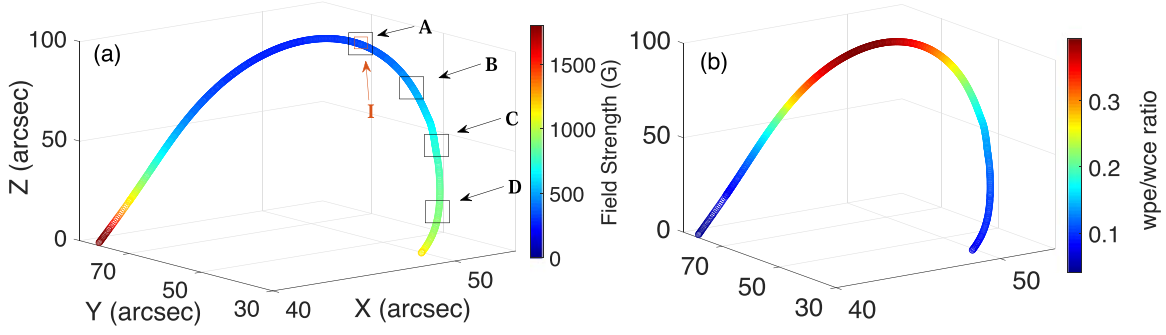 (a)
A
B
I
C
D
100
50
0
Z (arcsec)
70
50
30
Y (arcsec)
40
50
X (arcsec)
1500
1000
500
0
Field Strength (G)
(b)
100
50
0
70
50
30
40
50
0.3
0.2
0.1
wpe/wce ratio